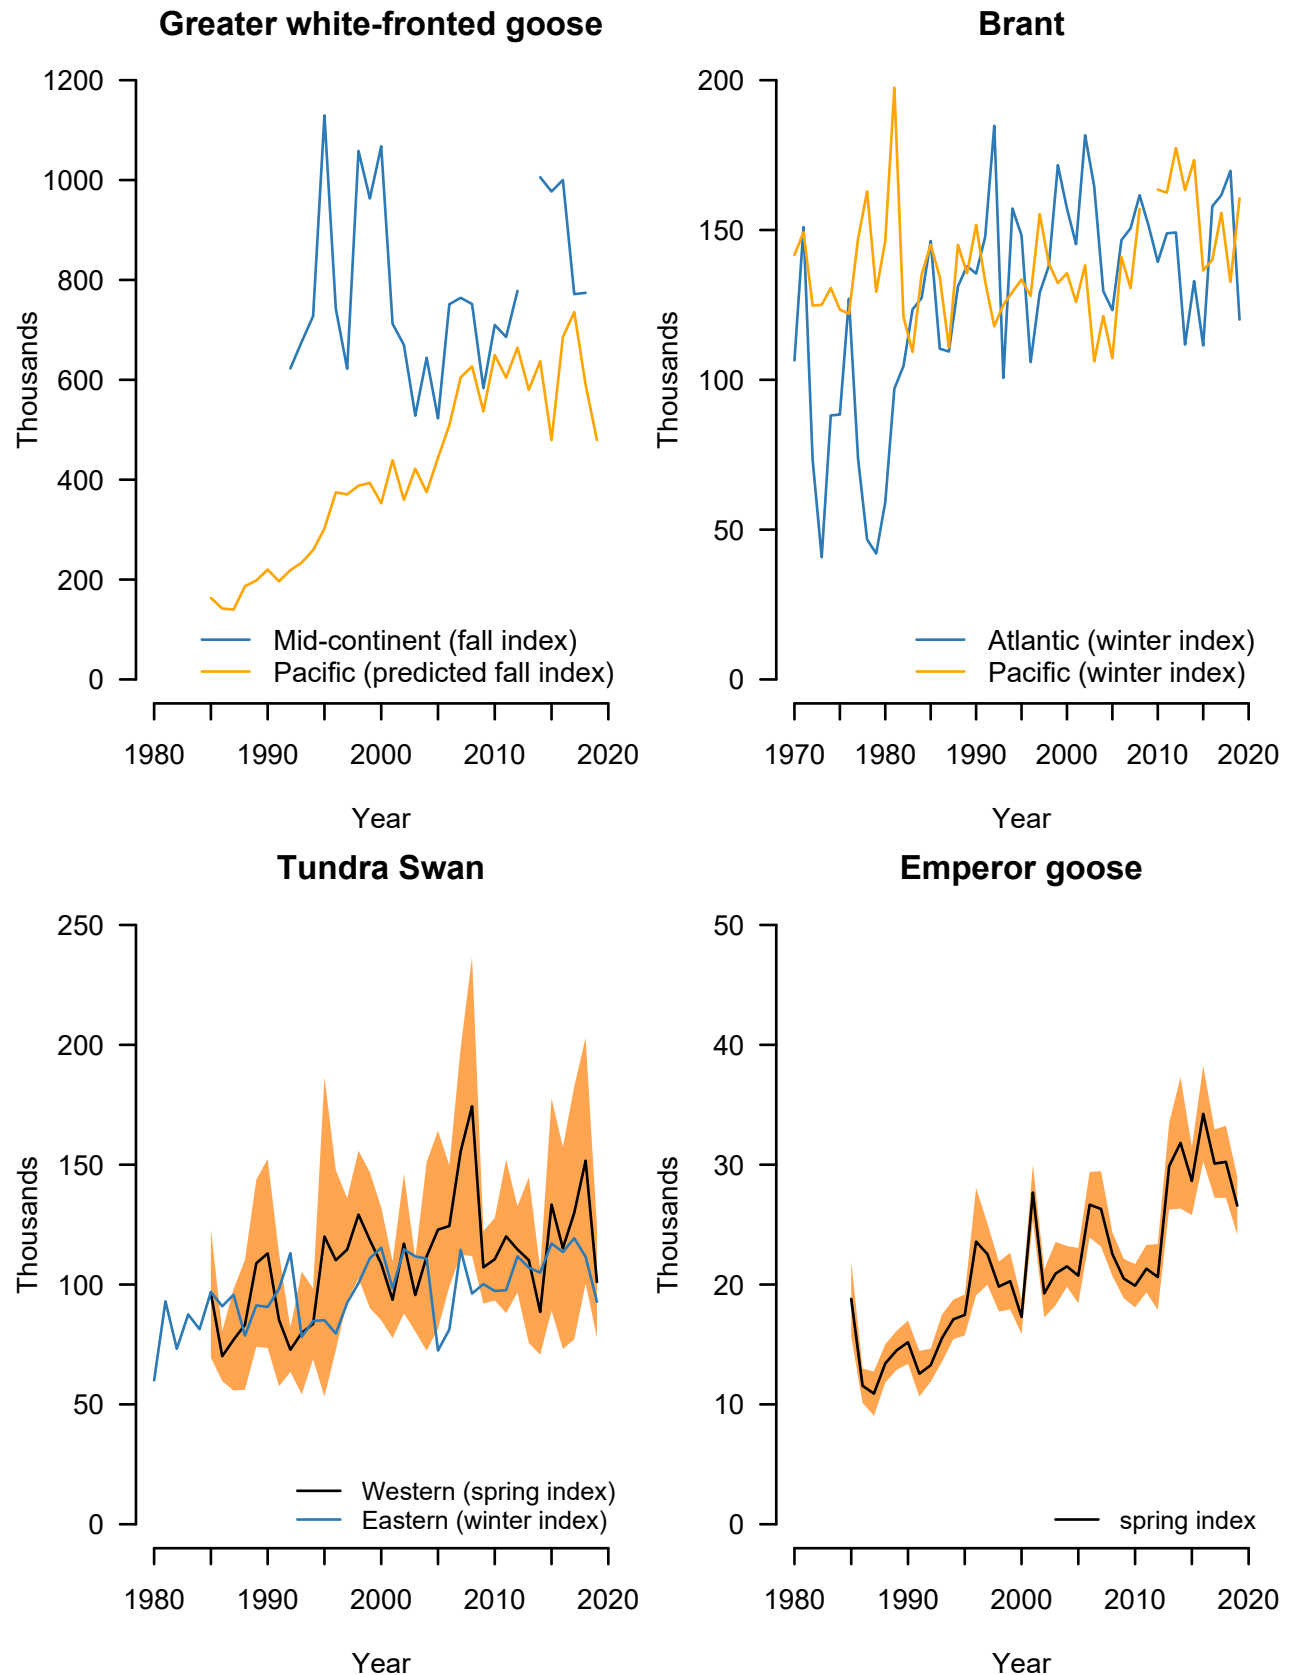 Greater white-fronted goose
1200
1000
800
600
400
200
0
Thousands
Mid-continent (fall index)
Pacific (predicted fall index)
1980 1990 2000 2010 2020
Year
Brant
200
150
100
50
0
Thousands
Atlantic (winter index)
Pacific (winter index)
1970 1980 1990 2000 2010 2020
Year
Tundra Swan
250
200
150
100
50
0
Thousands
Western (spring index)
Eastern (winter index)
1980 1990 2000 2010 2020
Year
Emperor goose
50
40
30
20
10
0
Thousands
spring index
1980 1990 2000 2010 2020
Year